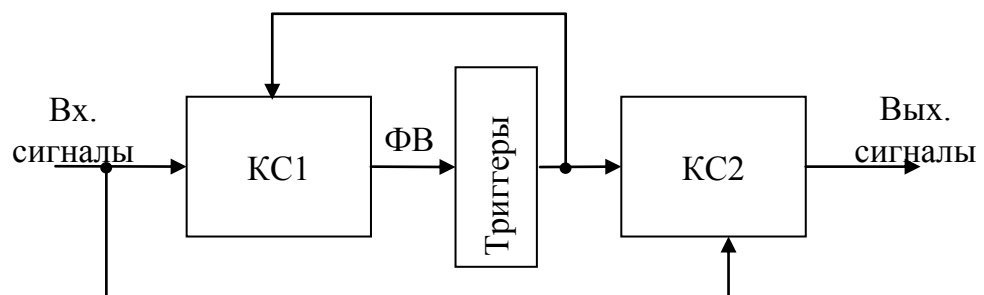 Вх.
сигналы
КС1
ФВ
Триггеры
КС2
Вых.
сигналы